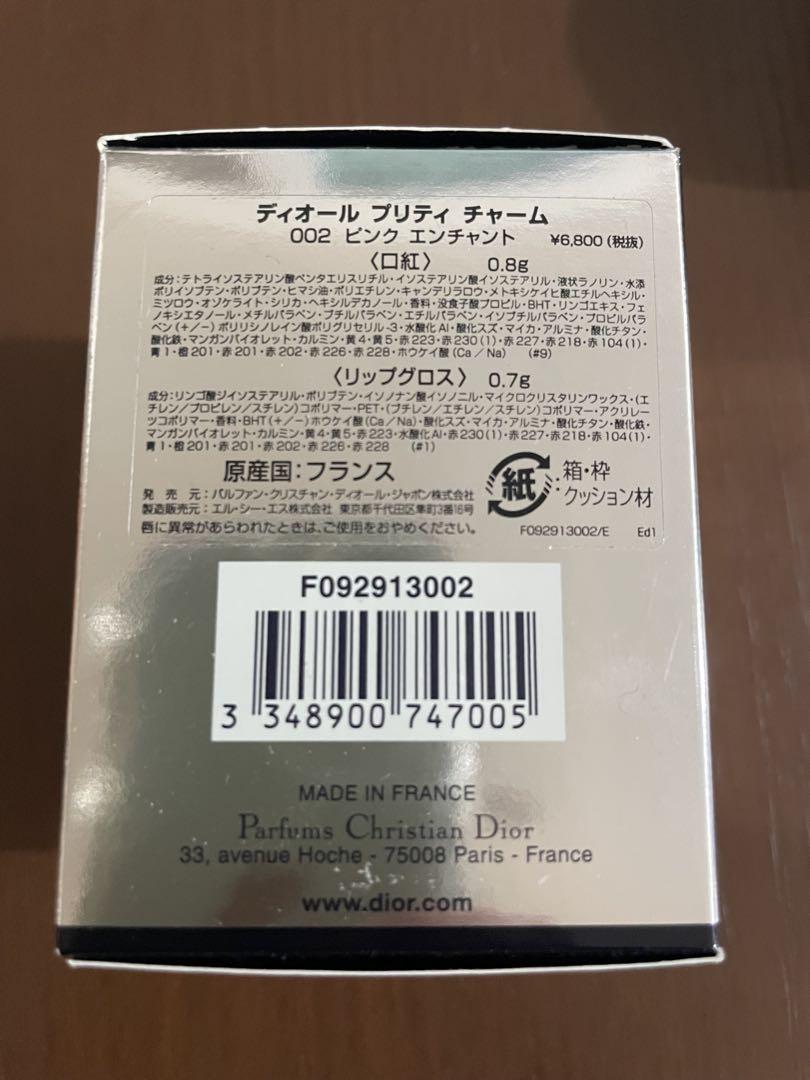 ディオール プリティ チャーム
002 ピンク エンチャント ¥6,800(税抜)
〈口紅〉 0.8g
成分:テトライソステアリン酸ペンタエリスリチル・イソステアリン酸イソステアリル・液状ラノリン・水添
ポリイソブテン・ポリブテン・ヒマシ油・ポリエチレン・キャンデリラロウ・メトキシケイヒ酸エチルヘキシル・
ミツロウ・オゾケライト・シリカ・ヘキシルデカノール・香料・没食子酸プロピル・BHT・リンゴエキス・フェ
ノキシエタノール・メチルパラベン・ブチルパラベン・エチルパラベン・イソブチルパラベン・プロピルパラ
ベン(+/−)ポリリシノレイン酸ポリグリセリル-3・水酸化Al・酸化スズ・マイカ・アルミナ・酸化チタン・
酸化鉄・マンガンバイオレット・カルミン・黄4・黄5・赤223・赤230(1)・赤227・赤218・赤104(1)・
青1・橙201・赤201・赤202・赤226・赤228・ホウケイ酸(Ca/Na) (#9)
〈リップグロス〉 0.7g
成分:リンゴ酸ジイソステアリル・ポリブテン・イソノナン酸イソノニル・マイクロクリスタリンワックス・(エ
チレン/プロピレン/スチレン)コポリマー・PET・(ブチレン/エチレン/スチレン)コポリマー・アクリレー
ツコポリマー・香料・BHT(+/−)ホウケイ酸(Ca/Na)・酸化スズ・マイカ・アルミナ・酸化チタン・酸化鉄・
マンガンバイオレット・カルミン・黄4・黄5・赤223・水酸化Al・赤230(1)・赤227・赤218・赤104(1)・
青1・橙201・赤201・赤202・赤226・赤228 (#1)
原産国:フランス
発売元:パルファン・クリスチャン・ディオール・ジャポン株式会社
製造販売元:エル・シー・エス株式会社 東京都千代田区隼町3番16号
唇に異常があらわれたときは、ご使用をおやめください。
紙 箱・枠
クッション材
F092913002/E Ed1
F092913002
3 348900 747005
MADE IN FRANCE
Parfums Christian Dior
33, avenue Hoche - 75008 Paris - France
www.dior.com